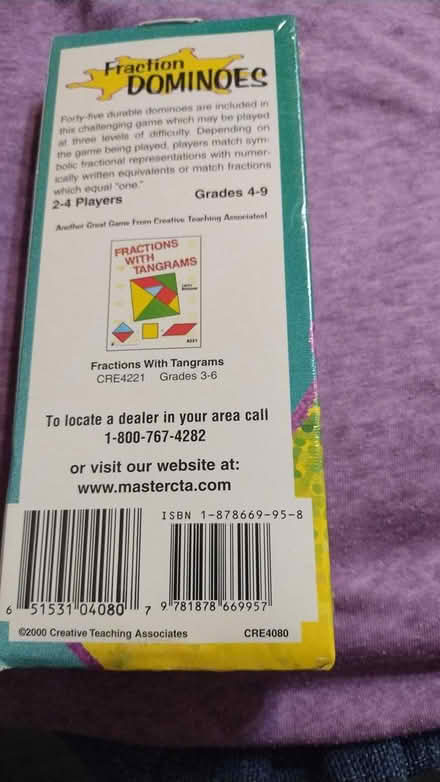 Fraction
DOMINOES
Forty-five durable dominoes are included in
this challenging game which may be played
at three levels of difficulty. Depending on
the game being played, players match sym-
bolic fractional representations with numer-
ically written equivalents or match fractions
which equal "one."
2-4 Players Grades 4-9
Another Great Game From Creative Teaching Associates!
FRACTIONS
WITH
TANGRAMS
Fractions With Tangrams
CRE4221 Grades 3-6
To locate a dealer in your area call
1-800-767-4282
or visit our website at:
www.mastercta.com
ISBN 1-878669-95-8
6 51531 04080 7
9 781878 669957
©2000 Creative Teaching Associates CRE4080